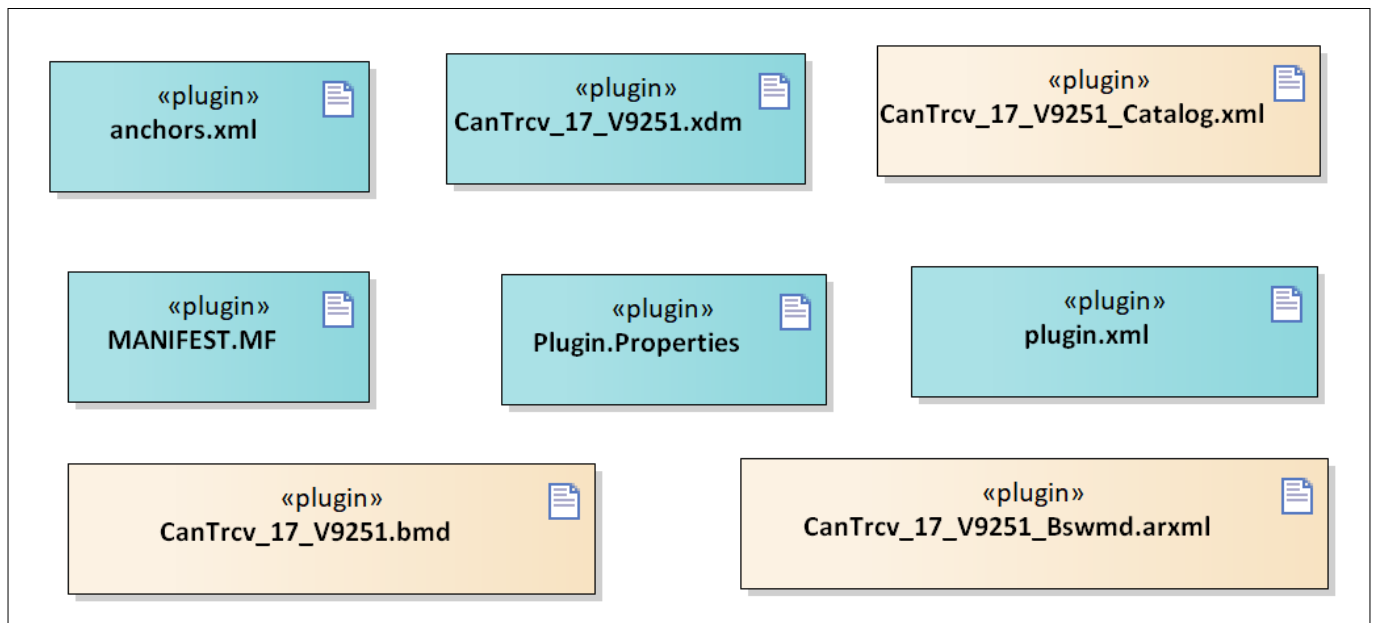 «plugin»
anchors.xml
«plugin»
CanTrcv_17_V9251.xdm
«plugin»
CanTrcv_17_V9251_Catalog.xml
«plugin»
MANIFEST.MF
«plugin»
Plugin.Properties
«plugin»
plugin.xml
«plugin»
CanTrcv_17_V9251.bmd
«plugin»
CanTrcv_17_V9251_Bswmd.arxml